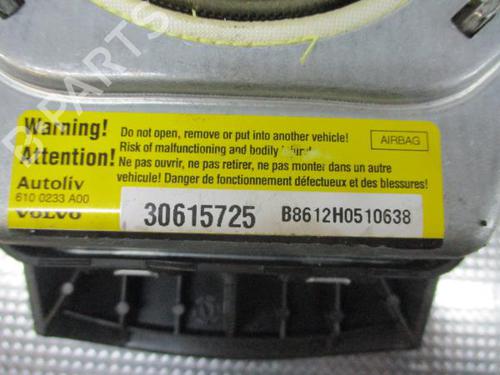 B-PARTS
Warning!
Attention!
Do not open, remove or put into another vehicle!
Risk of malfunctioning and bodily injury!
AIRBAG
Ne pas ouvrir, ne pas retirer, ne pas monter dans un autre
vehicule! Danger de fonctionnement défectueux et des blessures!
Autoliv
610 0233 A00
VOLVO
30615725
B8612H0510638